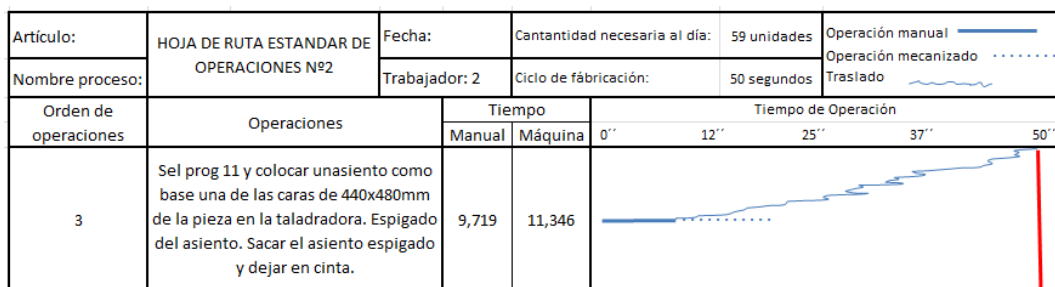 Artículo:
HOJA DE RUTA ESTANDAR DE
OPERACIONES Nº2
Fecha:
Cantantidad necesaria al día:
59 unidades
Operación manual
Operación mecanizado
Traslado
Nombre proceso:
Trabajador: 2
Ciclo de fábricación:
50 segundos
Orden de
operaciones
Operaciones
Tiempo
Manual
Máquina
Tiempo de Operación
0´´
12´´
25´´
37´´
50´´
3
Sel prog 11 y colocar unasiento como
base una de las caras de 440x480mm
de la pieza en la taladradora. Espigado
del asiento. Sacar el asiento espigado
y dejar en cinta.
9,719
11,346